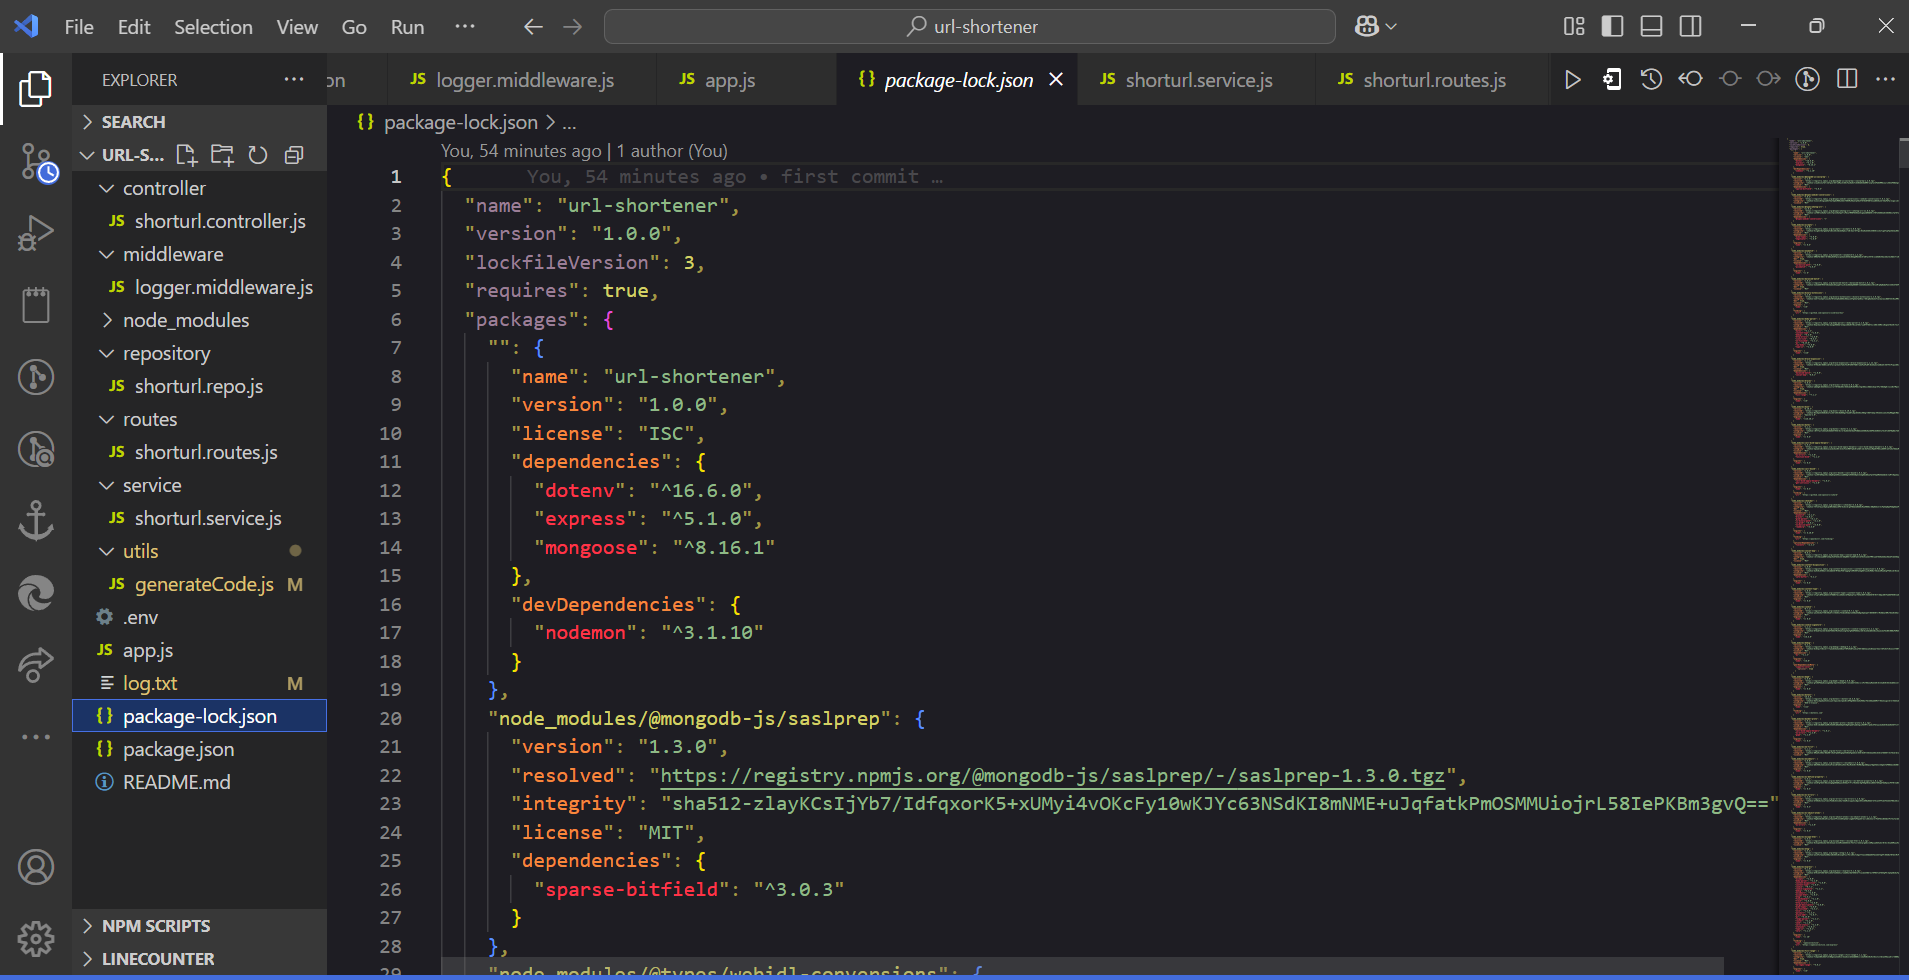 File Edit Selection View Go Run ··· url-shortener
EXPLORER ···
on
JS logger.middleware.js
JS app.js
{} package-lock.json
JS shorturl.service.js
JS shorturl.routes.js
SEARCH
URL-S...
controller
JS shorturl.controller.js
middleware
JS logger.middleware.js
node_modules
repository
JS shorturl.repo.js
routes
JS shorturl.routes.js
service
JS shorturl.service.js
utils
JS generateCode.js M
.env
JS app.js
log.txt M
{} package-lock.json
{} package.json
README.md
NPM SCRIPTS
LINECOUNTER
{} package-lock.json > ...
You, 54 minutes ago | 1 author (You)
1 { You, 54 minutes ago • first commit …
2 "name": "url-shortener",
3 "version": "1.0.0",
4 "lockfileVersion": 3,
5 "requires": true,
6 "packages": {
7 "": {
8 "name": "url-shortener",
9 "version": "1.0.0",
10 "license": "ISC",
11 "dependencies": {
12 "dotenv": "^16.6.0",
13 "express": "^5.1.0",
14 "mongoose": "^8.16.1"
15 },
16 "devDependencies": {
17 "nodemon": "^3.1.10"
18 }
19 },
20 "node_modules/@mongodb-js/saslprep": {
21 "version": "1.3.0",
22 "resolved": "https://registry.npmjs.org/@mongodb-js/saslprep/-/saslprep-1.3.0.tgz",
23 "integrity": "sha512-zlayKCsIjYb7/IdfqxorK5+xUMyi4vOKcFy10wKJYc63NSdKI8mNME+uJqfatkPmOSMMUiojrL58IePKBm3gvQ=="
24 "license": "MIT",
25 "dependencies": {
26 "sparse-bitfield": "^3.0.3"
27 }
28 },
29 "node_modules/@types/webidl-conversions": {